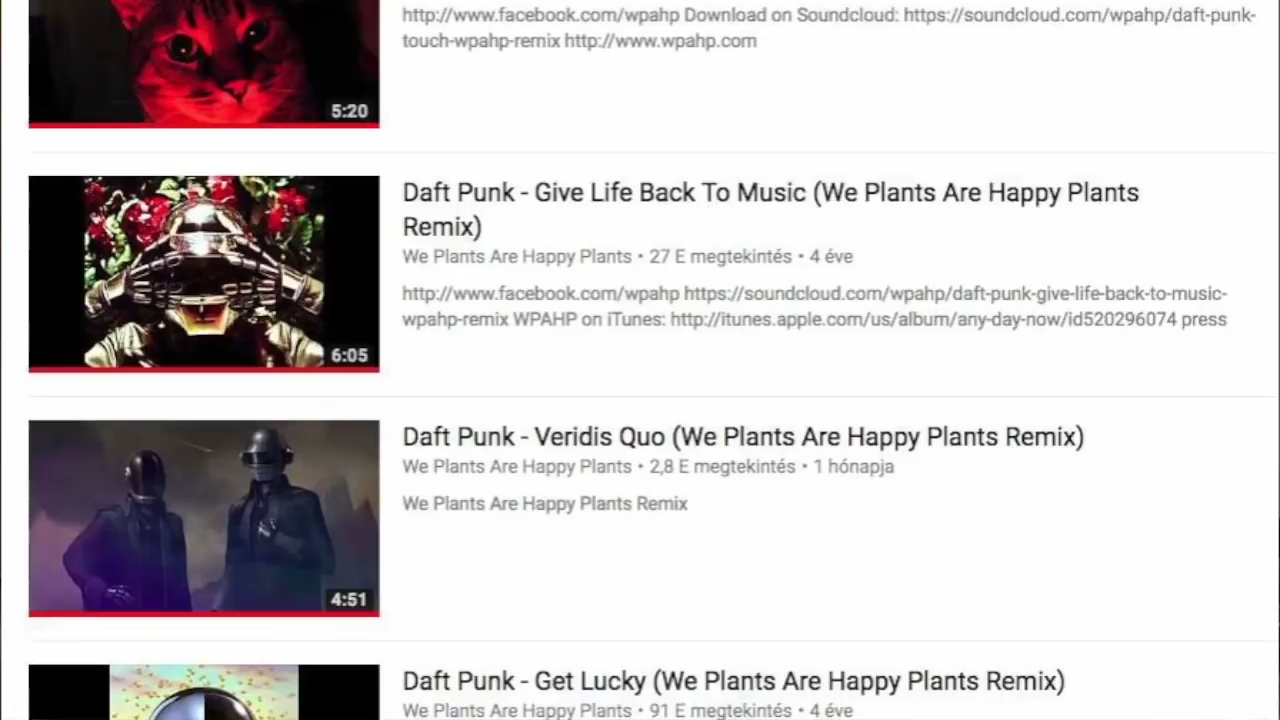 http://www.facebook.com/wpahp Download on Soundcloud: https://soundcloud.com/wpahp/daft-punk-
touch-wpahp-remix http://www.wpahp.com
5:20
Daft Punk - Give Life Back To Music (We Plants Are Happy Plants
Remix)
We Plants Are Happy Plants • 27 E megtekintés • 4 éve
http://www.facebook.com/wpahp https://soundcloud.com/wpahp/daft-punk-give-life-back-to-music-
wpahp-remix WPAHP on iTunes: http://itunes.apple.com/us/album/any-day-now/id520296074 press
6:05
Daft Punk - Veridis Quo (We Plants Are Happy Plants Remix)
We Plants Are Happy Plants • 2,8 E megtekintés • 1 hónapja
We Plants Are Happy Plants Remix
4:51
Daft Punk - Get Lucky (We Plants Are Happy Plants Remix)
We Plants Are Happy Plants • 91 E megtekintés • 4 éve